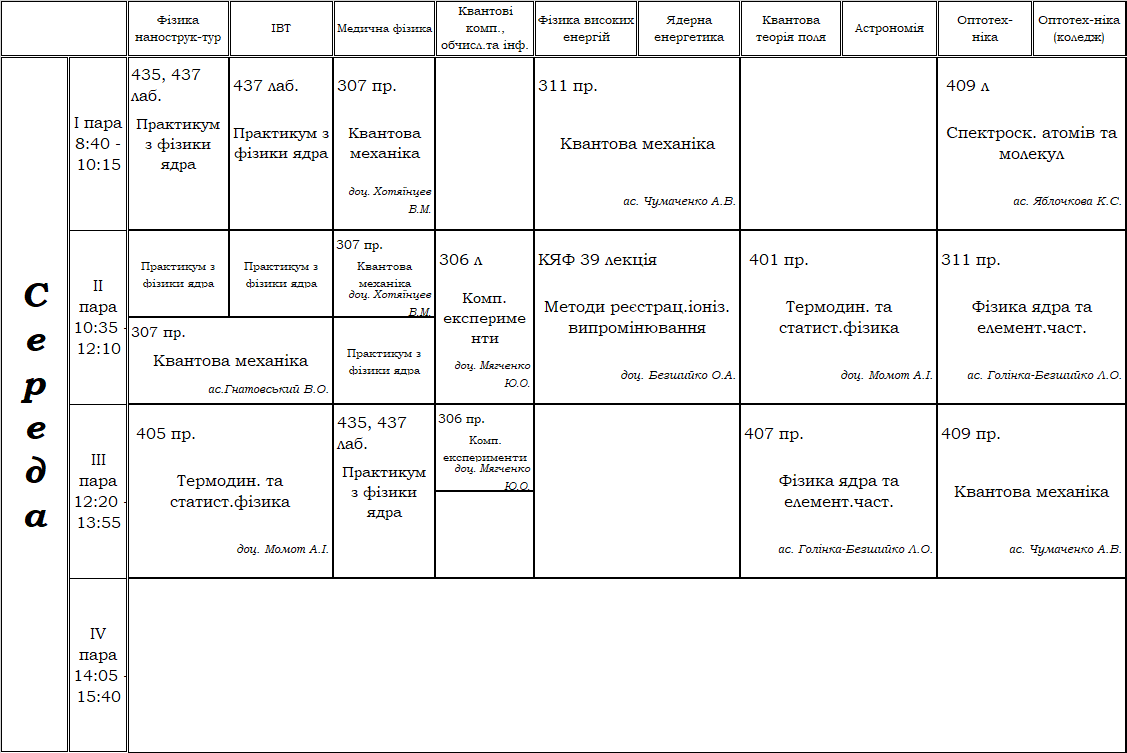 Фізика
нанострук-тур
ІВТ
Медична фізика
Квантові
комп.,
обчисл.та інф.
Фізика високих
енергій
Ядерна
енергетика
Квантова
теорія поля
Астрономія
Оптотех-
ніка
Оптотех-ніка
(коледж)
Середа
І пара
8:40 -
10:15
435, 437
лаб.
Практикум
з фізики
ядра
437 лаб.
Практикум з
фізики ядра
307 пр.
Квантова
механіка
доц. Хотяїнцев
В.М.
311 пр.
Квантова механіка
ас. Чумаченко А.В.
409 л
Спектроск. атомів та
молекул
ас. Яблочкова К.С.
ІІ
пара
10:35 -
12:10
Практикум з
фізики ядра
Практикум з
фізики ядра
307 пр.
Квантова
механіка
доц. Хотяїнцев
В.М.
307 пр.
Квантова механіка
ас.Гнатовський В.О.
Практикум з
фізики ядра
306 л
Комп.
експериме
нти
доц. Мягченко
Ю.О.
КЯФ 39 лекція
Методи реєстрац.іоніз.
випромінювання
доц. Безшийко О.А.
401 пр.
Термодин. та
статист.фізика
доц. Момот А.І.
311 пр.
Фізика ядра та
елемент.част.
ас. Голінка-Безшийко Л.О.
ІІІ
пара
12:20 -
13:55
405 пр.
Термодин. та
статист.фізика
доц. Момот А.І.
435, 437
лаб.
Практикум
з фізики
ядра
306 пр.
Комп.
експерименти
доц. Мягченко
Ю.О.
407 пр.
Фізика ядра та
елемент.част.
ас. Голінка-Безшийко Л.О.
409 пр.
Квантова механіка
ас. Чумаченко А.В.
IV
пара
14:05 -
15:40